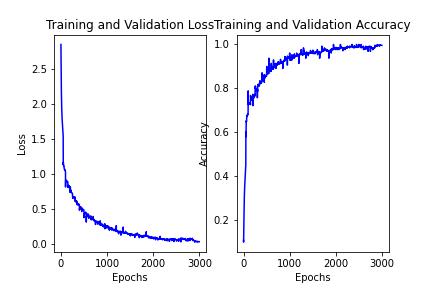 Training and Validation Loss
2.5
2.0
1.5
1.0
0.5
0.0
Loss
0 1000 2000 3000
Epochs
Training and Validation Accuracy
1.0
0.8
0.6
0.4
0.2
Accuracy
0 1000 2000 3000
Epochs